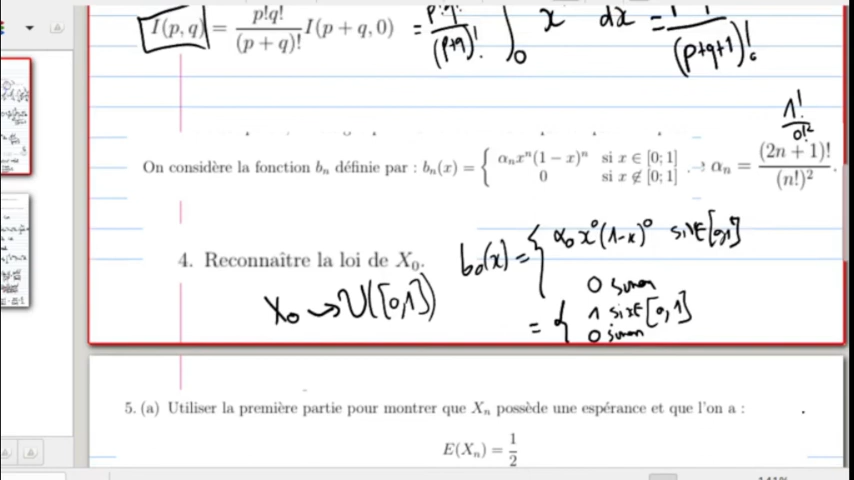 I(p, q) = p!q!/(p + q)! I(p + q, 0) = p!q!/(p+q)! ∫₀ x dx = /(p+q+1)!
1!/0!²
On considère la fonction bₙ définie par : bₙ(x) = { αₙxⁿ(1 − x)ⁿ si x ∈ [0; 1]
0 si x ∉ [0; 1]
αₙ = (2n + 1)!/(n!)².
4. Reconnaître la loi de X₀.
b₀(x) = { α₀ x⁰(1-x)⁰ si x∈[0,1]
0 sinon
X₀ ↪ U([0,1])
= { 1 si x∈[0,1]
0 sinon
5. (a) Utiliser la première partie pour montrer que Xₙ possède une espérance et que l'on a :
E(Xₙ) = 1/2